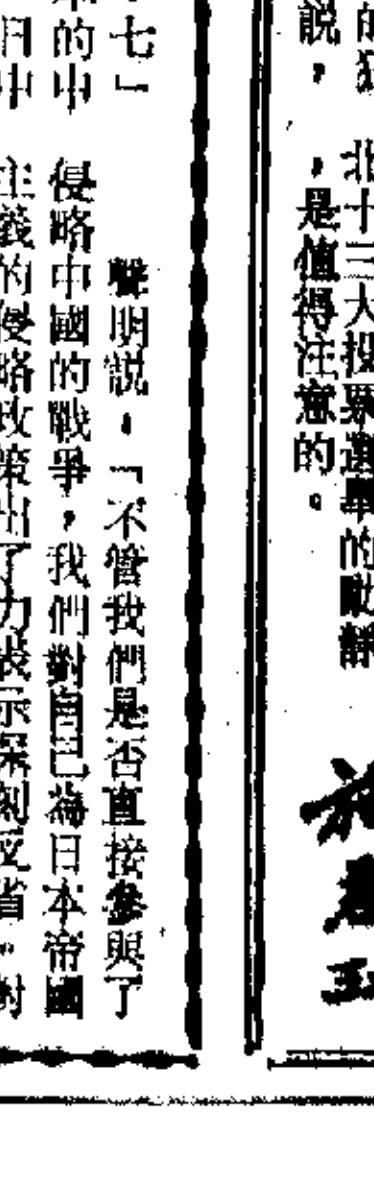 北十三大投票選舉的動靜
說，，是值得注意的。
七」
聲明說，「不管我們是否直接參與了
的中 侵略中國的戰爭，我們對自己為日本帝國
主義的侵略政策出了力表示深刻反省。對